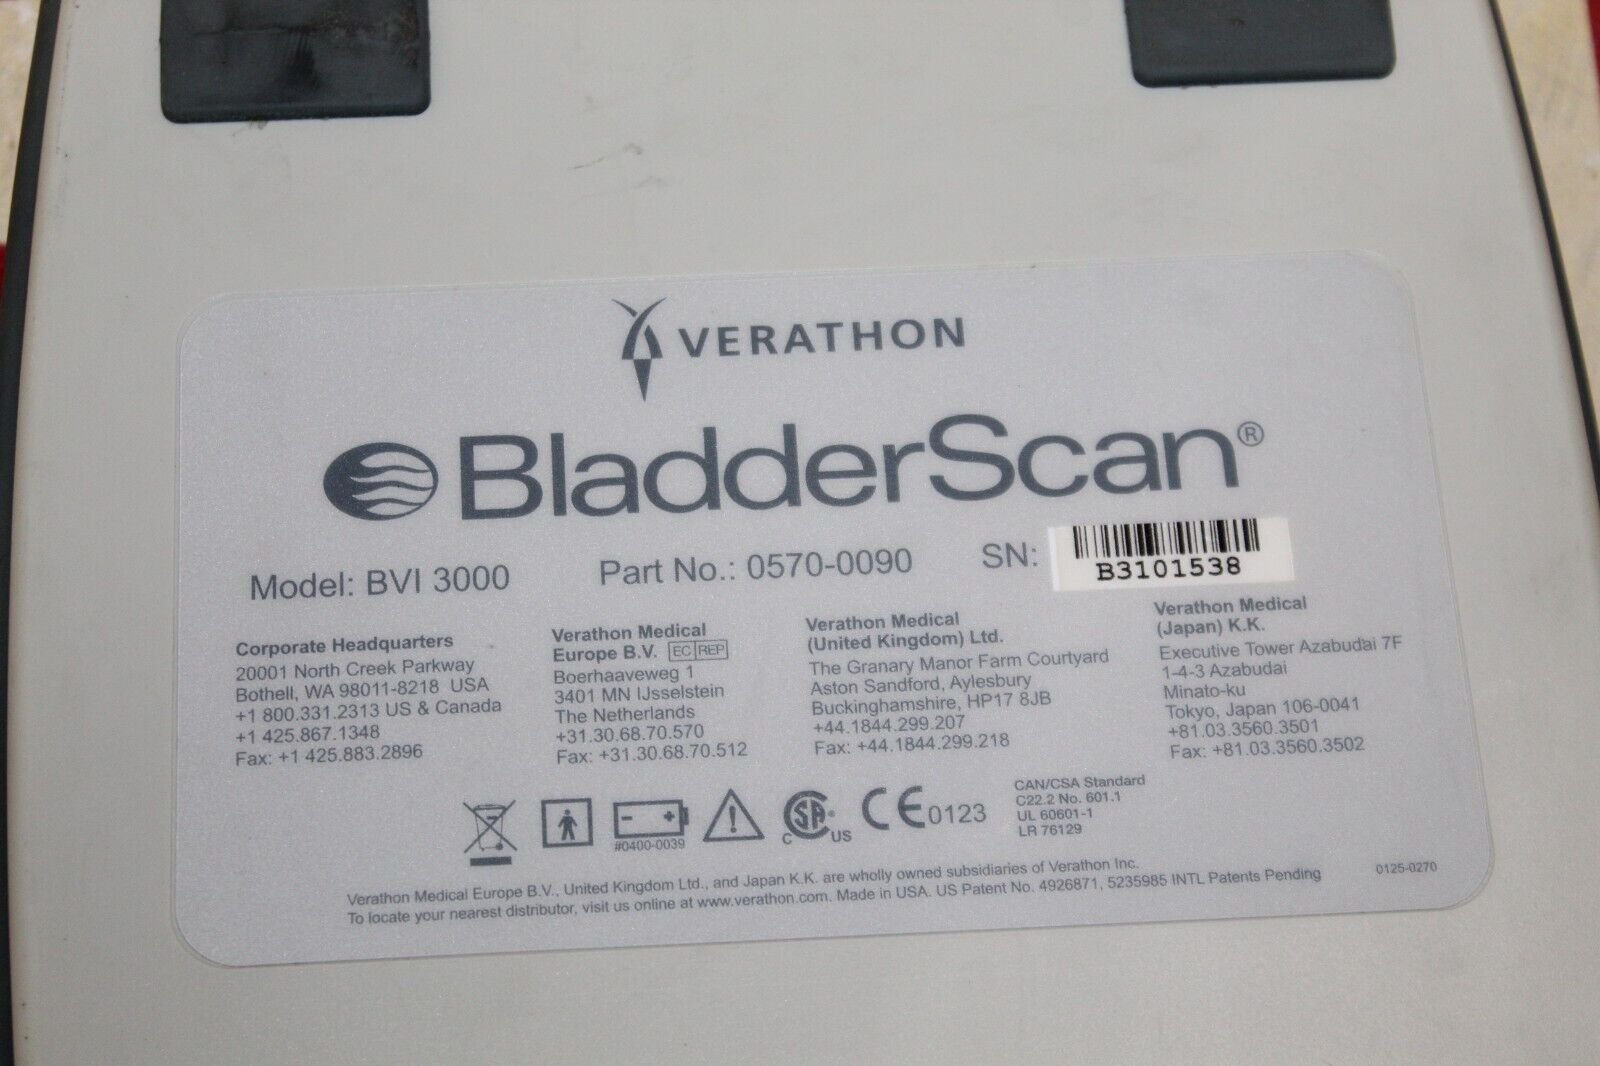 VERATHON
BladderScan®
Model: BVI 3000 Part No.: 0570-0090 SN: B3101538
Corporate Headquarters
20001 North Creek Parkway
Bothell, WA 98011-8218 USA
+1 800.331.2313 US & Canada
+1 425.867.1348
Fax: +1 425.883.2896
Verathon Medical
Europe B.V. EC REP
Boerhaaveweg 1
3401 MN IJsselstein
The Netherlands
+31.30.68.70.570
Fax: +31.30.68.70.512
Verathon Medical
(United Kingdom) Ltd.
The Granary Manor Farm Courtyard
Aston Sandford, Aylesbury
Buckinghamshire, HP17 8JB
+44.1844.299.207
Fax: +44.1844.299.218
Verathon Medical
(Japan) K.K.
Executive Tower Azabudai 7F
1-4-3 Azabudai
Minato-ku
Tokyo, Japan 106-0041
+81.03.3560.3501
Fax: +81.03.3560.3502
#0400-0039
C SA® US
CE0123
CAN/CSA Standard
C22.2 No. 601.1
UL 60601-1
LR 76129
Verathon Medical Europe B.V., United Kingdom Ltd., and Japan K.K. are wholly owned subsidiaries of Verathon Inc.
To locate your nearest distributor, visit us online at www.verathon.com. Made in USA. US Patent No. 4926871, 5235985 INTL Patents Pending
0125-0270